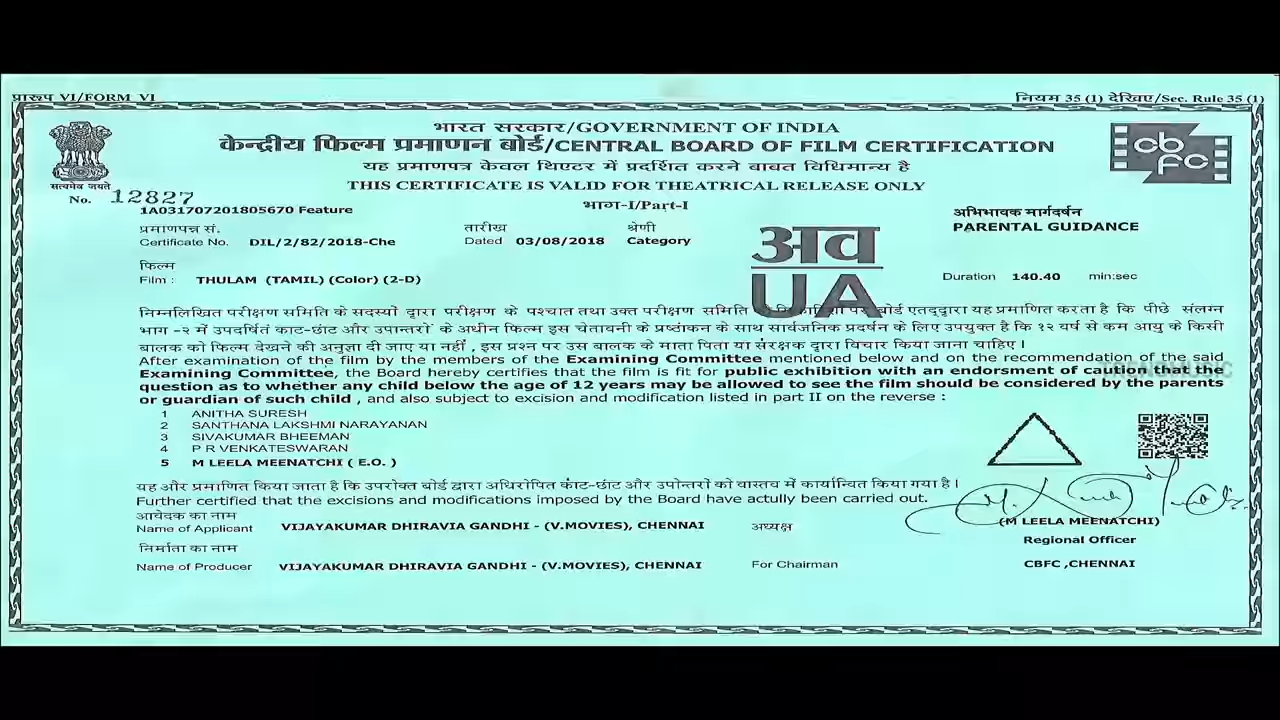 प्रारूप VI/FORM VI
नियम 35 (1) देखिए/Sec. Rule 35 (1)
भारत सरकार/GOVERNMENT OF INDIA
केन्द्रीय फिल्म प्रमाणन बोर्ड/CENTRAL BOARD OF FILM CERTIFICATION
cb fc
यह प्रमाणपत्र केवल थिएटर में प्रदर्शित करने बाबत विधिमान्य है
सत्यमेव जयते
THIS CERTIFICATE IS VALID FOR THEATRICAL RELEASE ONLY
No. 12827
भाग-I/Part-I
1A031707201805670 Feature
अभिभावक मार्गदर्शन
प्रमाणपत्र सं. तारीख श्रेणी
PARENTAL GUIDANCE
Certificate No. DIL/2/82/2018-Che Dated 03/08/2018 Category
अव
UA
फिल्म
Film : THULAM (TAMIL) (Color) (2-D)
Duration 140.40 min:sec
निम्नलिखित परीक्षण समिति के सदस्यों द्वारा परीक्षण के पश्चात तथा उक्त परीक्षण समिति बोर्ड एतद्द्वारा यह प्रमाणित करता है कि पीछे संलग्न
भाग -२ में उपदर्षित काट-छांट और उपान्तरों के अधीन फिल्म इस चेतावनी के प्रष्ठांकन के साथ सार्वजनिक प्रदर्षन के लिए उपयुक्त है कि १२ वर्ष से कम आयु के किसी
बालक को फिल्म देखने की अनुज्ञा दी जाए या नहीं , इस प्रश्न पर उस बालक के माता पिता या संरक्षक द्वारा विचार किया जाना चाहिए ।
After examination of the film by the members of the Examining Committee mentioned below and on the recommendation of the said
Examining Committee, the Board hereby certifies that the film is fit for public exhibition with an endorsement of caution that the
TRENDMUSIC
question as to whether any child below the age of 12 years may be allowed to see the film should be considered by the parents
or guardian of such child , and also subject to excision and modification listed in part II on the reverse :
1 ANITHA SURESH
2 SANTHANA LAKSHMI NARAYANAN
3 SIVAKUMAR BHEEMAN
4 P R VENKATESWARAN
5 M LEELA MEENATCHI ( E.O. )
यह और प्रमाणित किया जाता है कि उपरोक्त बोर्ड द्वारा अधिरोपित कांट-छांट और उपोन्तरों को वास्तव में कार्यान्वित किया गया है ।
Further certified that the excisions and modifications imposed by the Board have actully been carried out.
आवेदक का नाम
Name of Applicant VIJAYAKUMAR DHIRAVIA GANDHI - (V.MOVIES), CHENNAI
अध्यक्ष
(M LEELA MEENATCHI)
Regional Officer
निर्माता का नाम
Name of Producer VIJAYAKUMAR DHIRAVIA GANDHI - (V.MOVIES), CHENNAI
For Chairman
CBFC ,CHENNAI